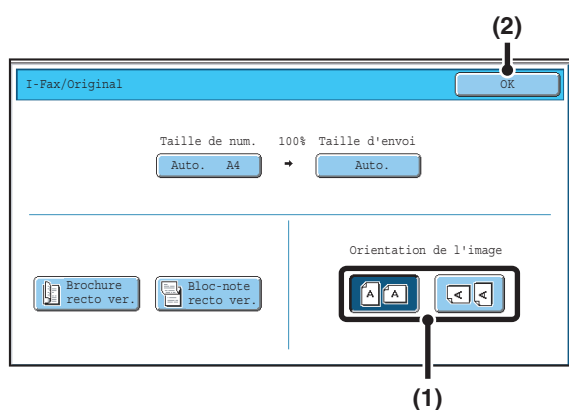 (2)
I-Fax/Original
OK
Taille de num. 100% Taille d'envoi
Auto. A4
Auto.
Orientation de l'image
Brochure
recto ver.
Bloc-note
recto ver.
A A A A
(1)